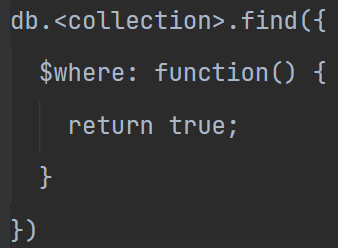 db.<collection>.find({
$where: function() {
return true;
}
})